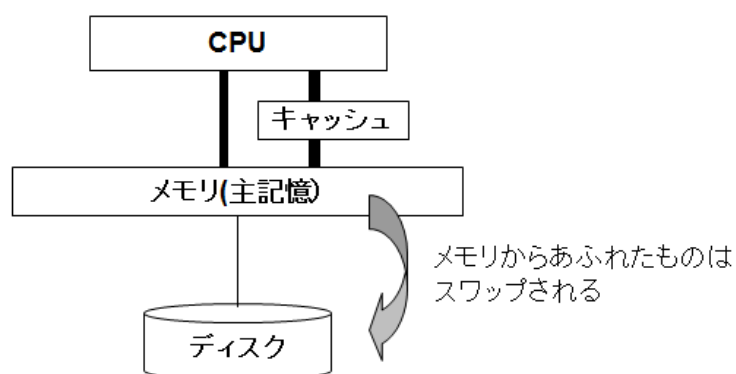 CPU
キャッシュ
メモリ(主記憶)
メモリからあふれたものは
スワップされる
ディスク